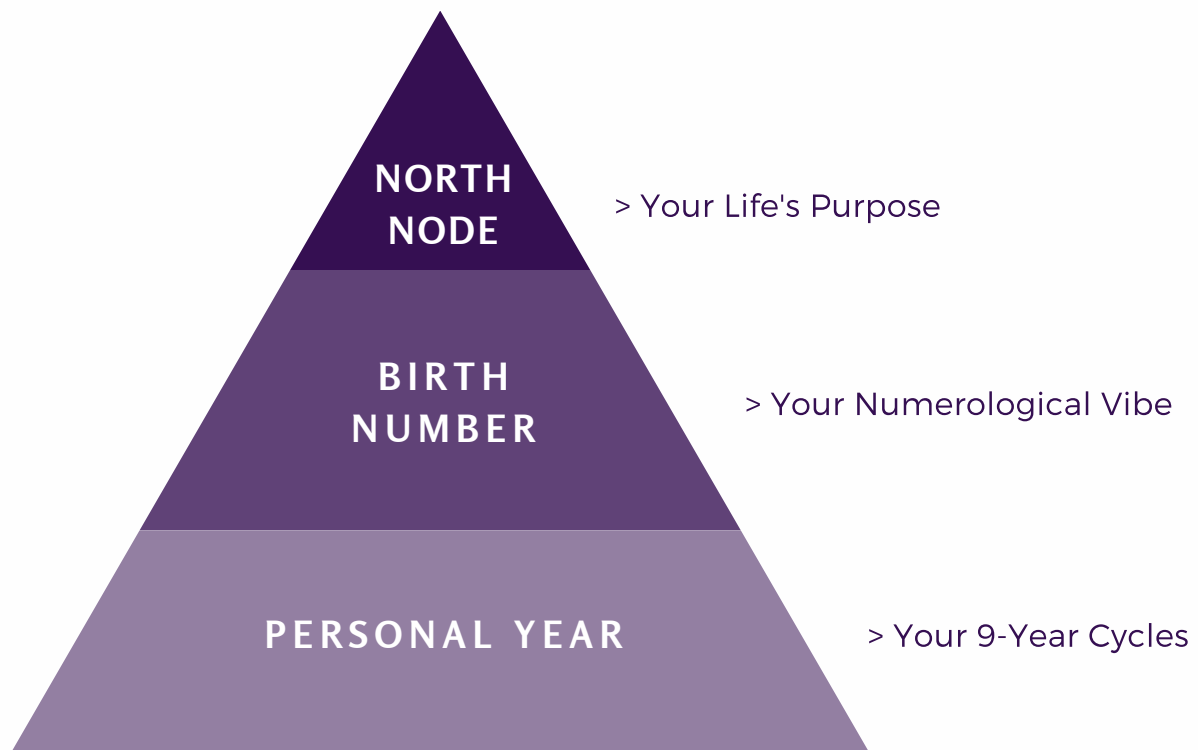 NORTH
NODE
> Your Life's Purpose
BIRTH
NUMBER
> Your Numerological Vibe
PERSONAL YEAR
> Your 9-Year Cycles